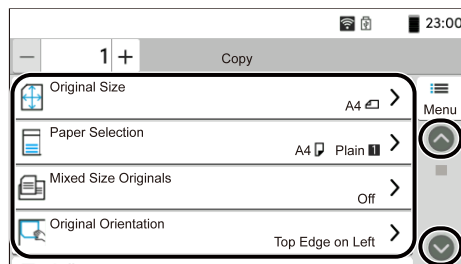 23:00
− 1 + Copy
Original Size
A4
Menu
Paper Selection
A4 Plain 1
Mixed Size Originals
Off
Original Orientation
Top Edge on Left